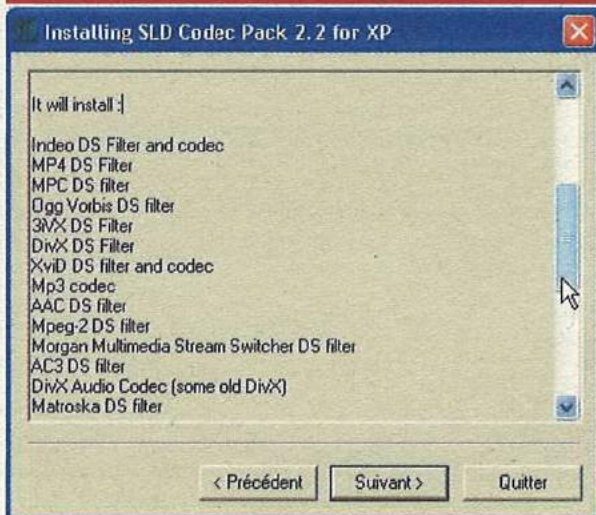 Installing SLD Codec Pack 2.2 for XP
It will install :
Indeo DS Filter and codec
MP4 DS Filter
MPC DS filter
Ogg Vorbis DS filter
3iVX DS Filter
DivX DS Filter
XviD DS filter and codec
Mp3 codec
AAC DS filter
Mpeg-2 DS filter
Morgan Multimedia Stream Switcher DS filter
AC3 DS filter
DivX Audio Codec (some old DivX)
Matroska DS filter
< Précédent
Suivant >
Quitter